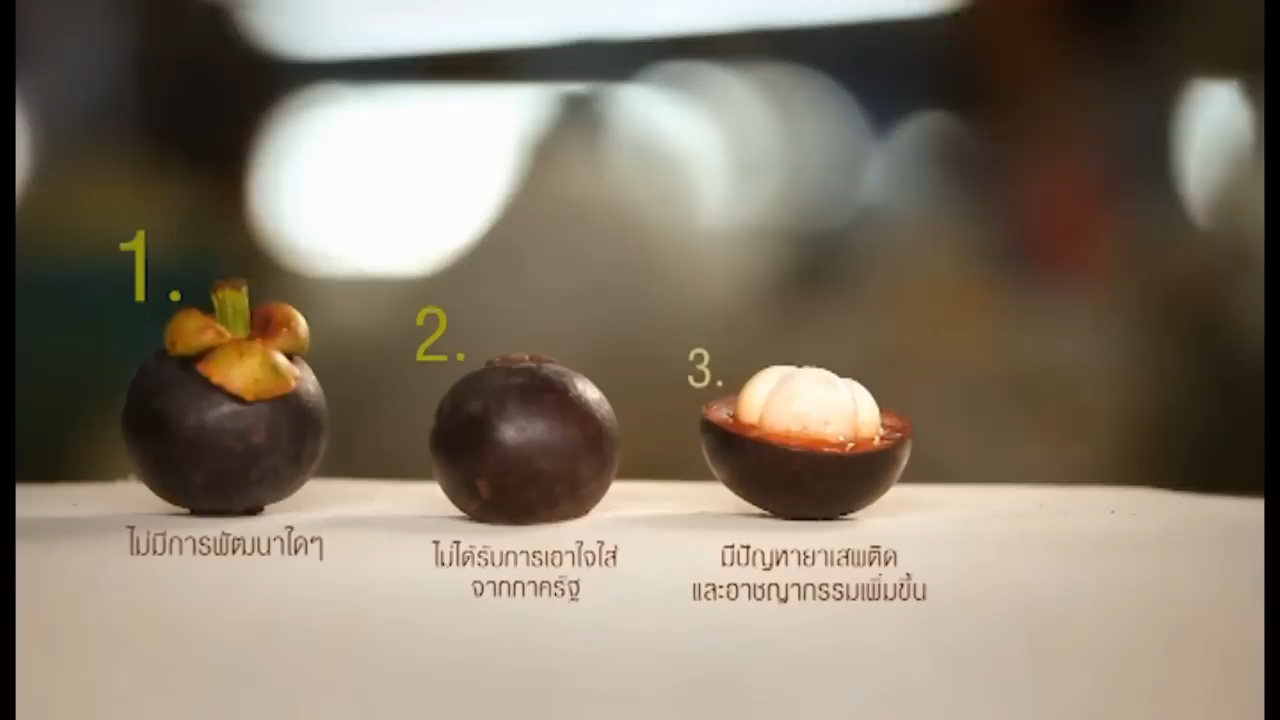 1.
ไม่มีการพัฒนาใดๆ
2.
ไม่ได้รับการเอาใจใส่
จากภาครัฐ
3.
มีปัญหายาเสพติด
และอาชญากรรมเพิ่มขึ้น